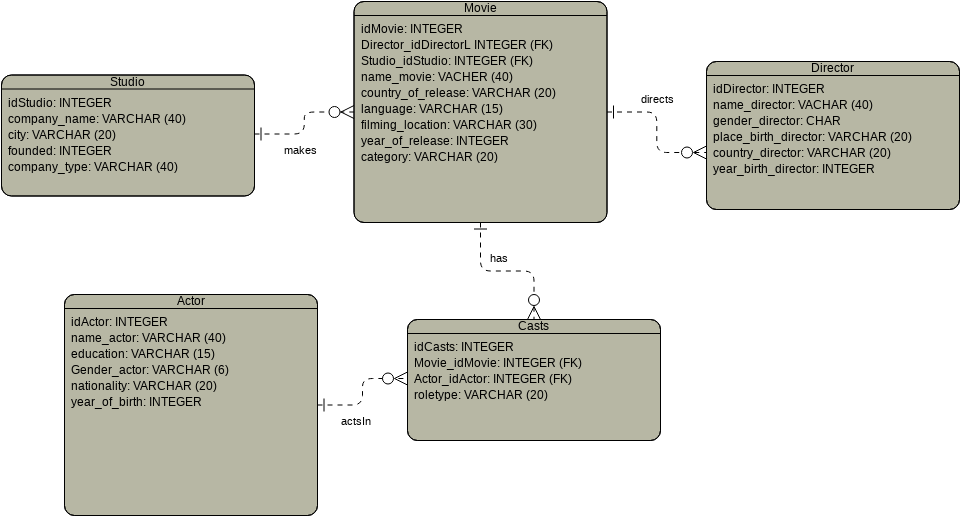 Movie
idMovie: INTEGER
Director_idDirectorL INTEGER (FK)
Studio_idStudio: INTEGER (FK)
name_movie: VACHER (40)
country_of_release: VARCHAR (20)
language: VARCHAR (15)
filming_location: VARCHAR (30)
year_of_release: INTEGER
category: VARCHAR (20)
Studio
idStudio: INTEGER
company_name: VARCHAR (40)
city: VARCHAR (20)
founded: INTEGER
company_type: VARCHAR (40)
makes
directs
Director
idDirector: INTEGER
name_director: VACHAR (40)
gender_director: CHAR
place_birth_director: VARCHAR (20)
country_director: VARCHAR (20)
year_birth_director: INTEGER
has
Actor
idActor: INTEGER
name_actor: VARCHAR (40)
education: VARCHAR (15)
Gender_actor: VARCHAR (6)
nationality: VARCHAR (20)
year_of_birth: INTEGER
actsIn
Casts
idCasts: INTEGER
Movie_idMovie: INTEGER (FK)
Actor_idActor: INTEGER (FK)
roletype: VARCHAR (20)